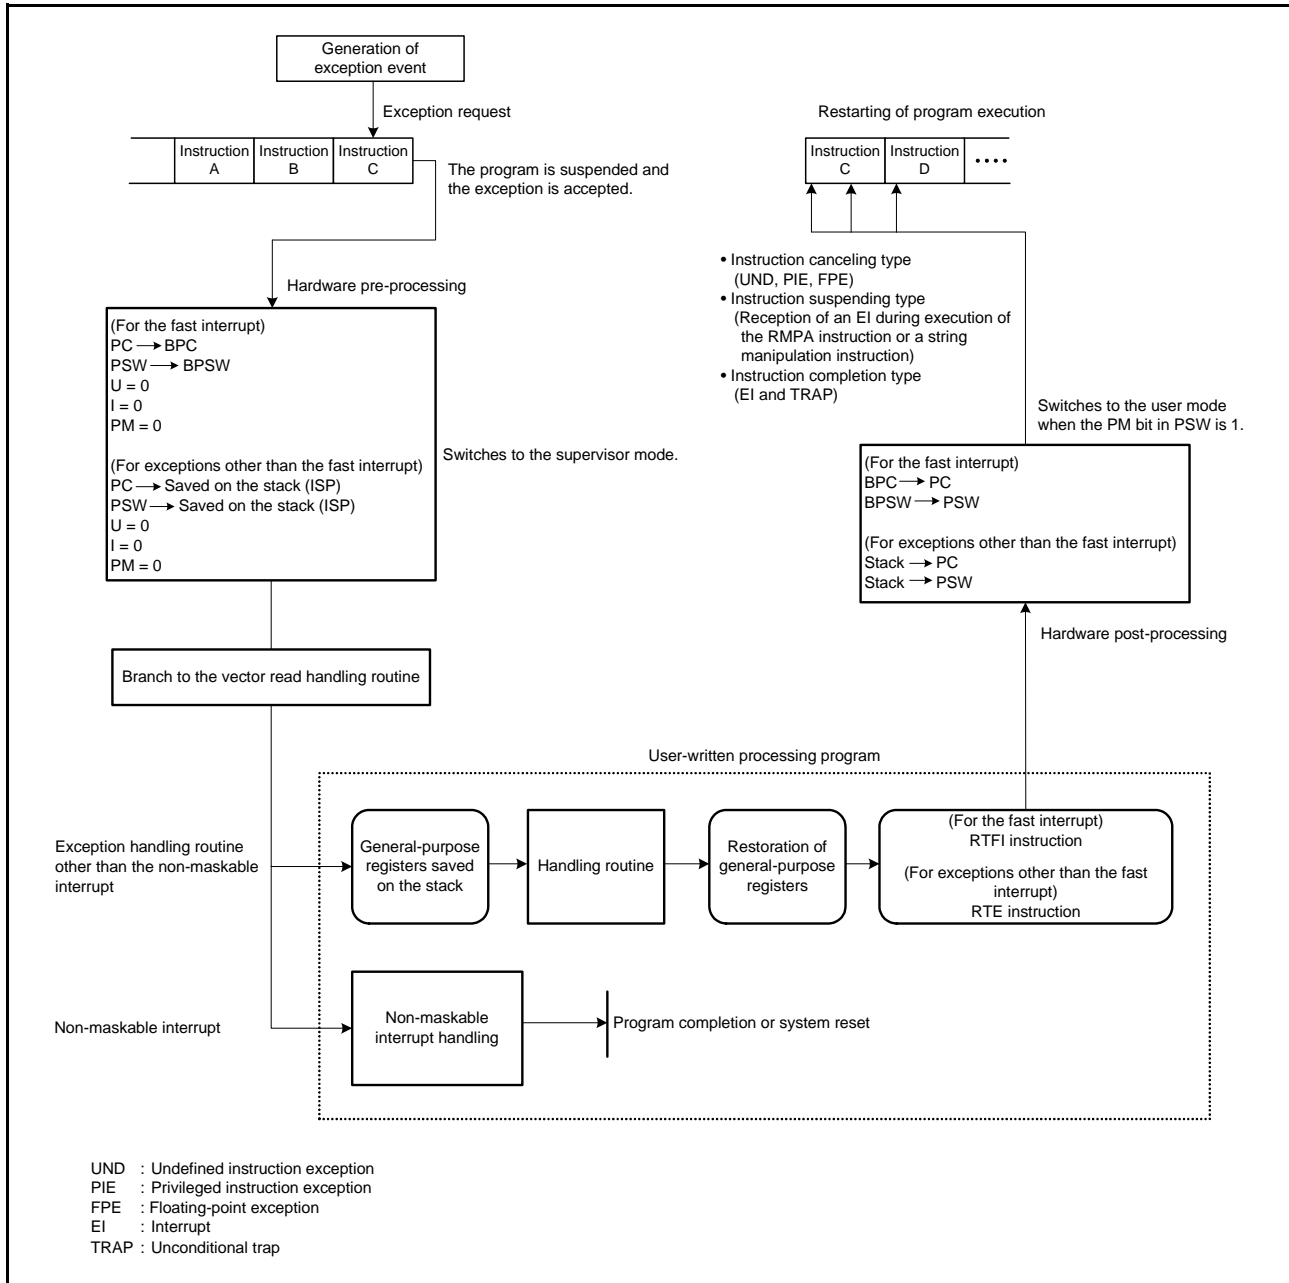 Generation of
exception event
Exception request
Instruction
A
Instruction
B
Instruction
C
The program is suspended and
the exception is accepted.
Hardware pre-processing
(For the fast interrupt)
PC → BPC
PSW → BPSW
U = 0
I = 0
PM = 0
(For exceptions other than the fast interrupt)
PC → Saved on the stack (ISP)
PSW → Saved on the stack (ISP)
U = 0
I = 0
PM = 0
Switches to the supervisor mode.
Branch to the vector read handling routine
Restarting of program execution
Instruction
C
Instruction
D
••••
• Instruction canceling type
(UND, PIE, FPE)
• Instruction suspending type
(Reception of an EI during execution of
the RMPA instruction or a string
manipulation instruction)
• Instruction completion type
(EI and TRAP)
Switches to the user mode
when the PM bit in PSW is 1.
(For the fast interrupt)
BPC → PC
BPSW → PSW
(For exceptions other than the fast interrupt)
Stack → PC
Stack → PSW
Hardware post-processing
User-written processing program
Exception handling routine
other than the non-maskable
interrupt
General-purpose
registers saved
on the stack
Handling routine
Restoration of
general-purpose
registers
(For the fast interrupt)
RTFI instruction
(For exceptions other than the fast
interrupt)
RTE instruction
Non-maskable interrupt
Non-maskable
interrupt handling
Program completion or system reset
UND : Undefined instruction exception
PIE : Privileged instruction exception
FPE : Floating-point exception
EI : Interrupt
TRAP : Unconditional trap